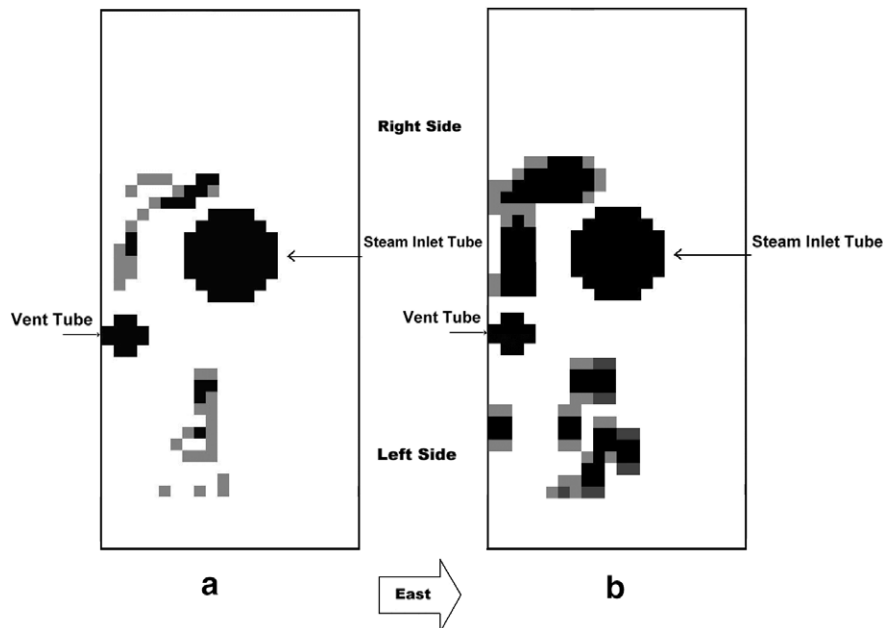 Right Side
Steam Inlet Tube
Steam Inlet Tube
Vent Tube
Vent Tube
Left Side
a
East
b